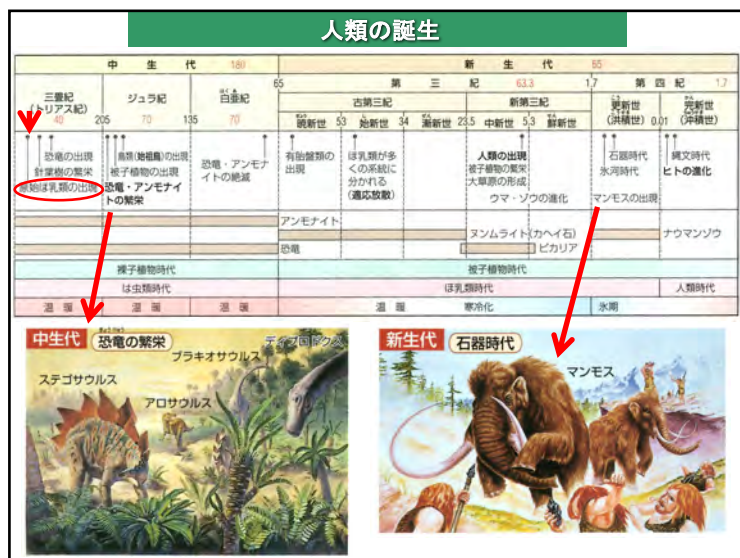 人類の誕生
中生代 180
新生代 65
65 第三紀 63.3 1.7 第四紀 1.7
三畳紀
(トリアス紀)
40
205
ジュラ紀
70
135
はくあ
白亜紀
70
古第三紀
暁新世 53 始新世 34 漸新世 23.5
新第三紀
中新世 5.3 鮮新世
更新世
(洪積世)
0.01
完新世
(沖積世)
恐竜の出現
針葉樹の繁栄
原始ほ乳類の出現
鳥類(始祖鳥)の出現
被子植物の出現
恐竜・アンモナイ
トの繁栄
恐竜・アンモナ
イトの絶滅
有胎盤類の
出現
ほ乳類が多
くの系統に
分かれる
(適応放散)
人類の出現
被子植物の繁栄
大草原の形成
ウマ・ゾウの進化
石器時代
氷河時代
マンモスの出現
縄文時代
ヒトの進化
アンモナイト
ヌンムライト(カヘイ石)
ナウマンゾウ
恐竜
ビカリア
裸子植物時代
被子植物時代
は虫類時代
ほ乳類時代
人類時代
温暖
温暖
温暖
温暖
寒冷化
氷期
中生代
きょうりゅう
恐竜の繁栄
ディプロドクス
ブラキオサウルス
ステゴサウルス
アロサウルス
新生代
石器時代
マンモス